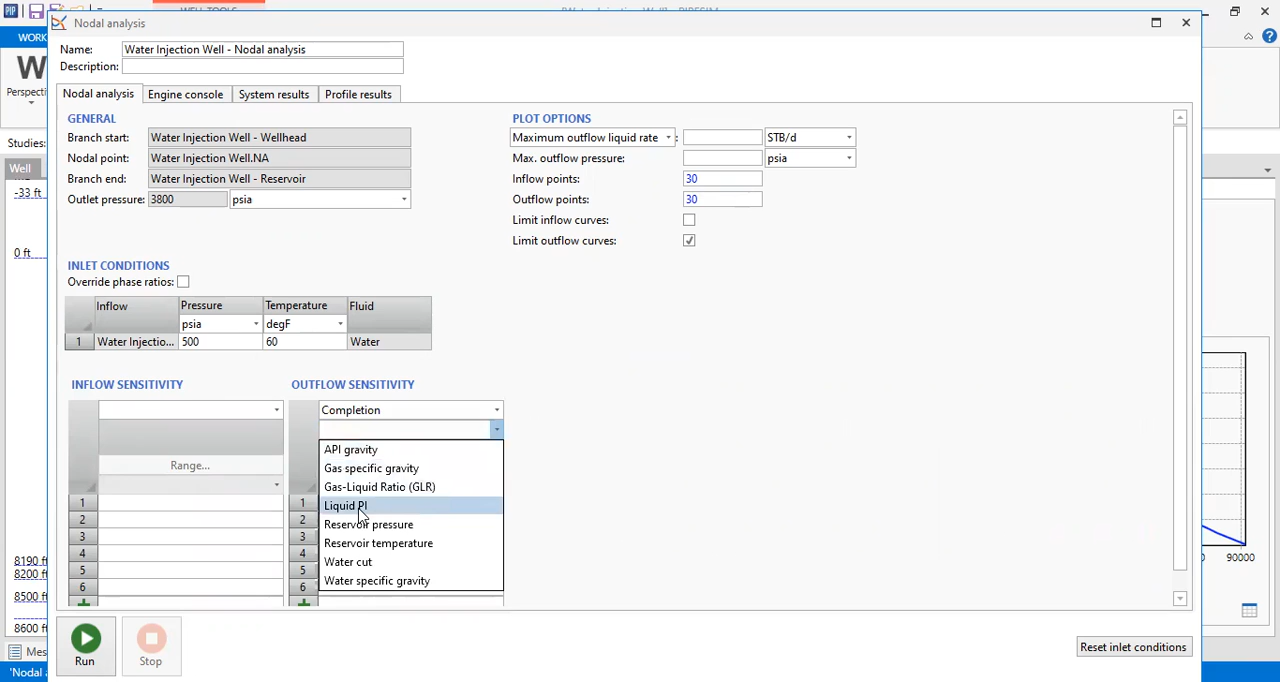 PIP
Nodal analysis
WORK
Name: Water Injection Well - Nodal analysis
Description:
W
Perspecti
Nodal analysis Engine console System results Profile results
GENERAL
Branch start: Water Injection Well - Wellhead
Nodal point: Water Injection Well.NA
Branch end: Water Injection Well - Reservoir
Outlet pressure: 3800 psia
PLOT OPTIONS
Maximum outflow liquid rate : STB/d
Max. outflow pressure: psia
Inflow points: 30
Outflow points: 30
Limit inflow curves:
Limit outflow curves:
Studies:
Well
-33 ft
0 ft
8190 ft
8200 ft
8500 ft
8600 ft
INLET CONDITIONS
Override phase ratios:
Inflow Pressure Temperature Fluid
psia degF
1 Water Injectio... 500 60 Water
INFLOW SENSITIVITY
Range...
1
2
3
4
5
6
OUTFLOW SENSITIVITY
Completion
API gravity
Gas specific gravity
Gas-Liquid Ratio (GLR)
Liquid PI
Reservoir pressure
Reservoir temperature
Water cut
Water specific gravity
1
2
3
4
5
6
90000
Run
Stop
Reset inlet conditions
Mes
'Nodal a